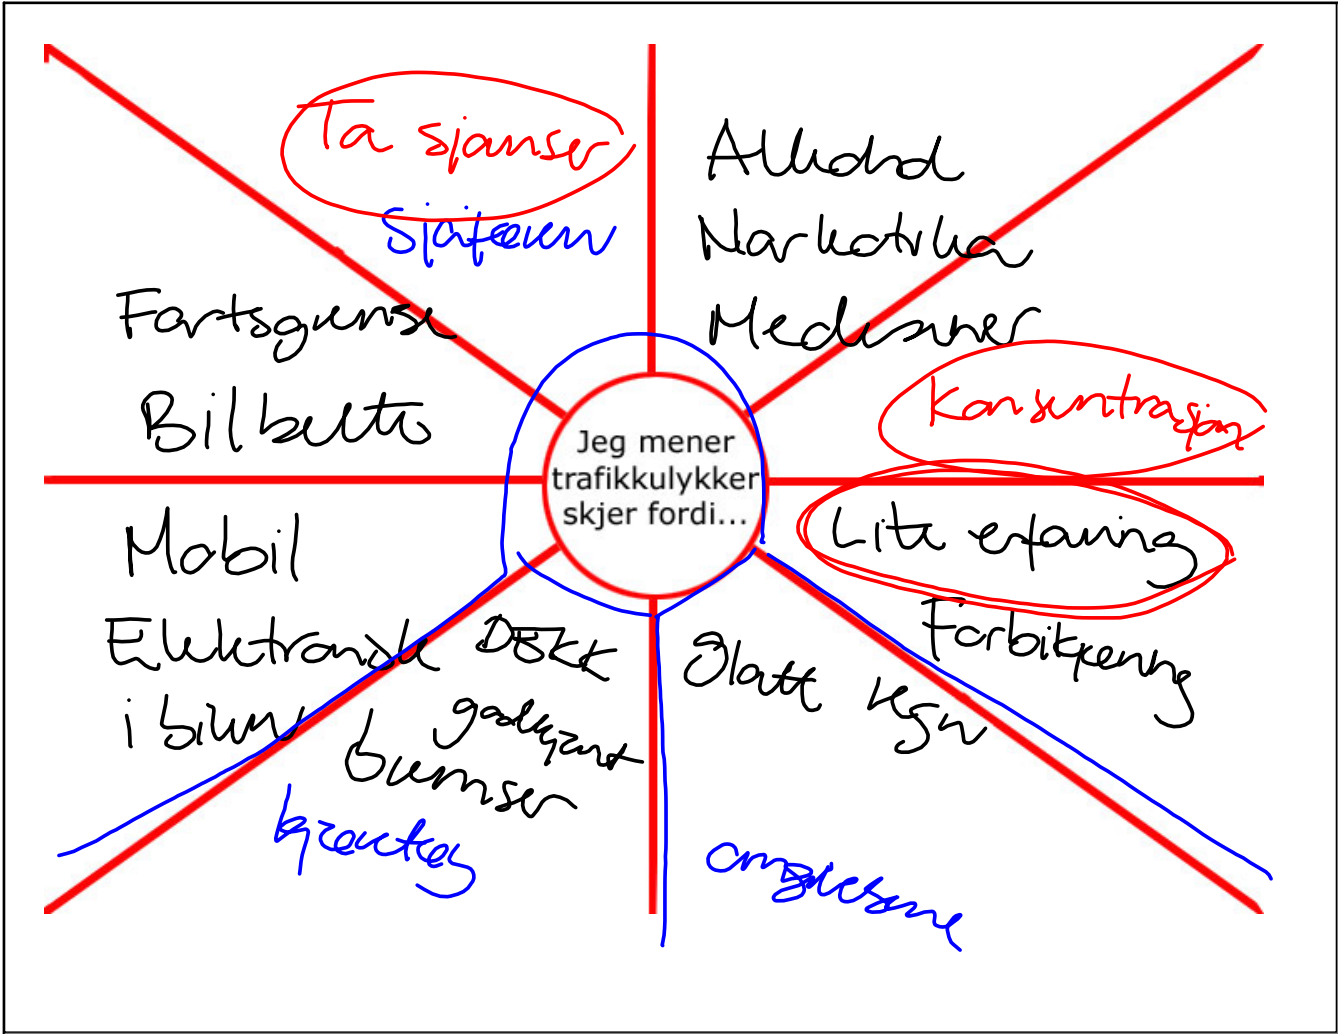 Ta sjanser
Sjåføren
Alkohol
Narkotika
Medisiner
Fartsgrense
Bilbelte
Konsentrasjon
Jeg mener
trafikkulykker
skjer fordi...
Lite erfaring
Forbikjøring
Mobil
Elektronikk
i bilen
DEKK
godkjent
bremser
kjøretøy
Glatt regn
omgivelsene